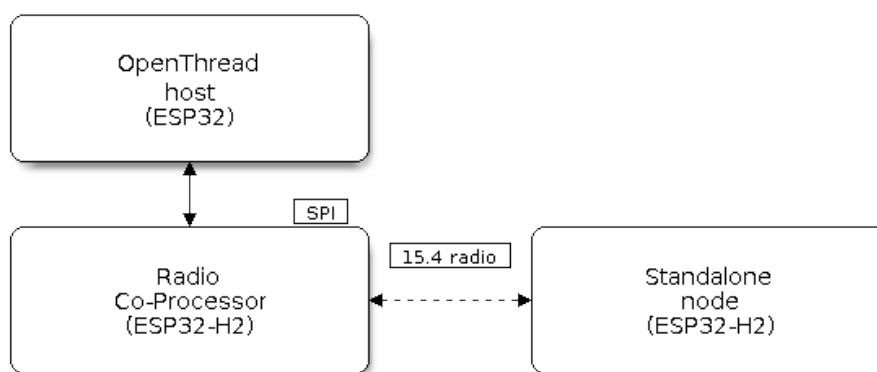 OpenThread
host
(ESP32)
SPI
15.4 radio
Radio
Co-Processor
(ESP32-H2)
Standalone
node
(ESP32-H2)